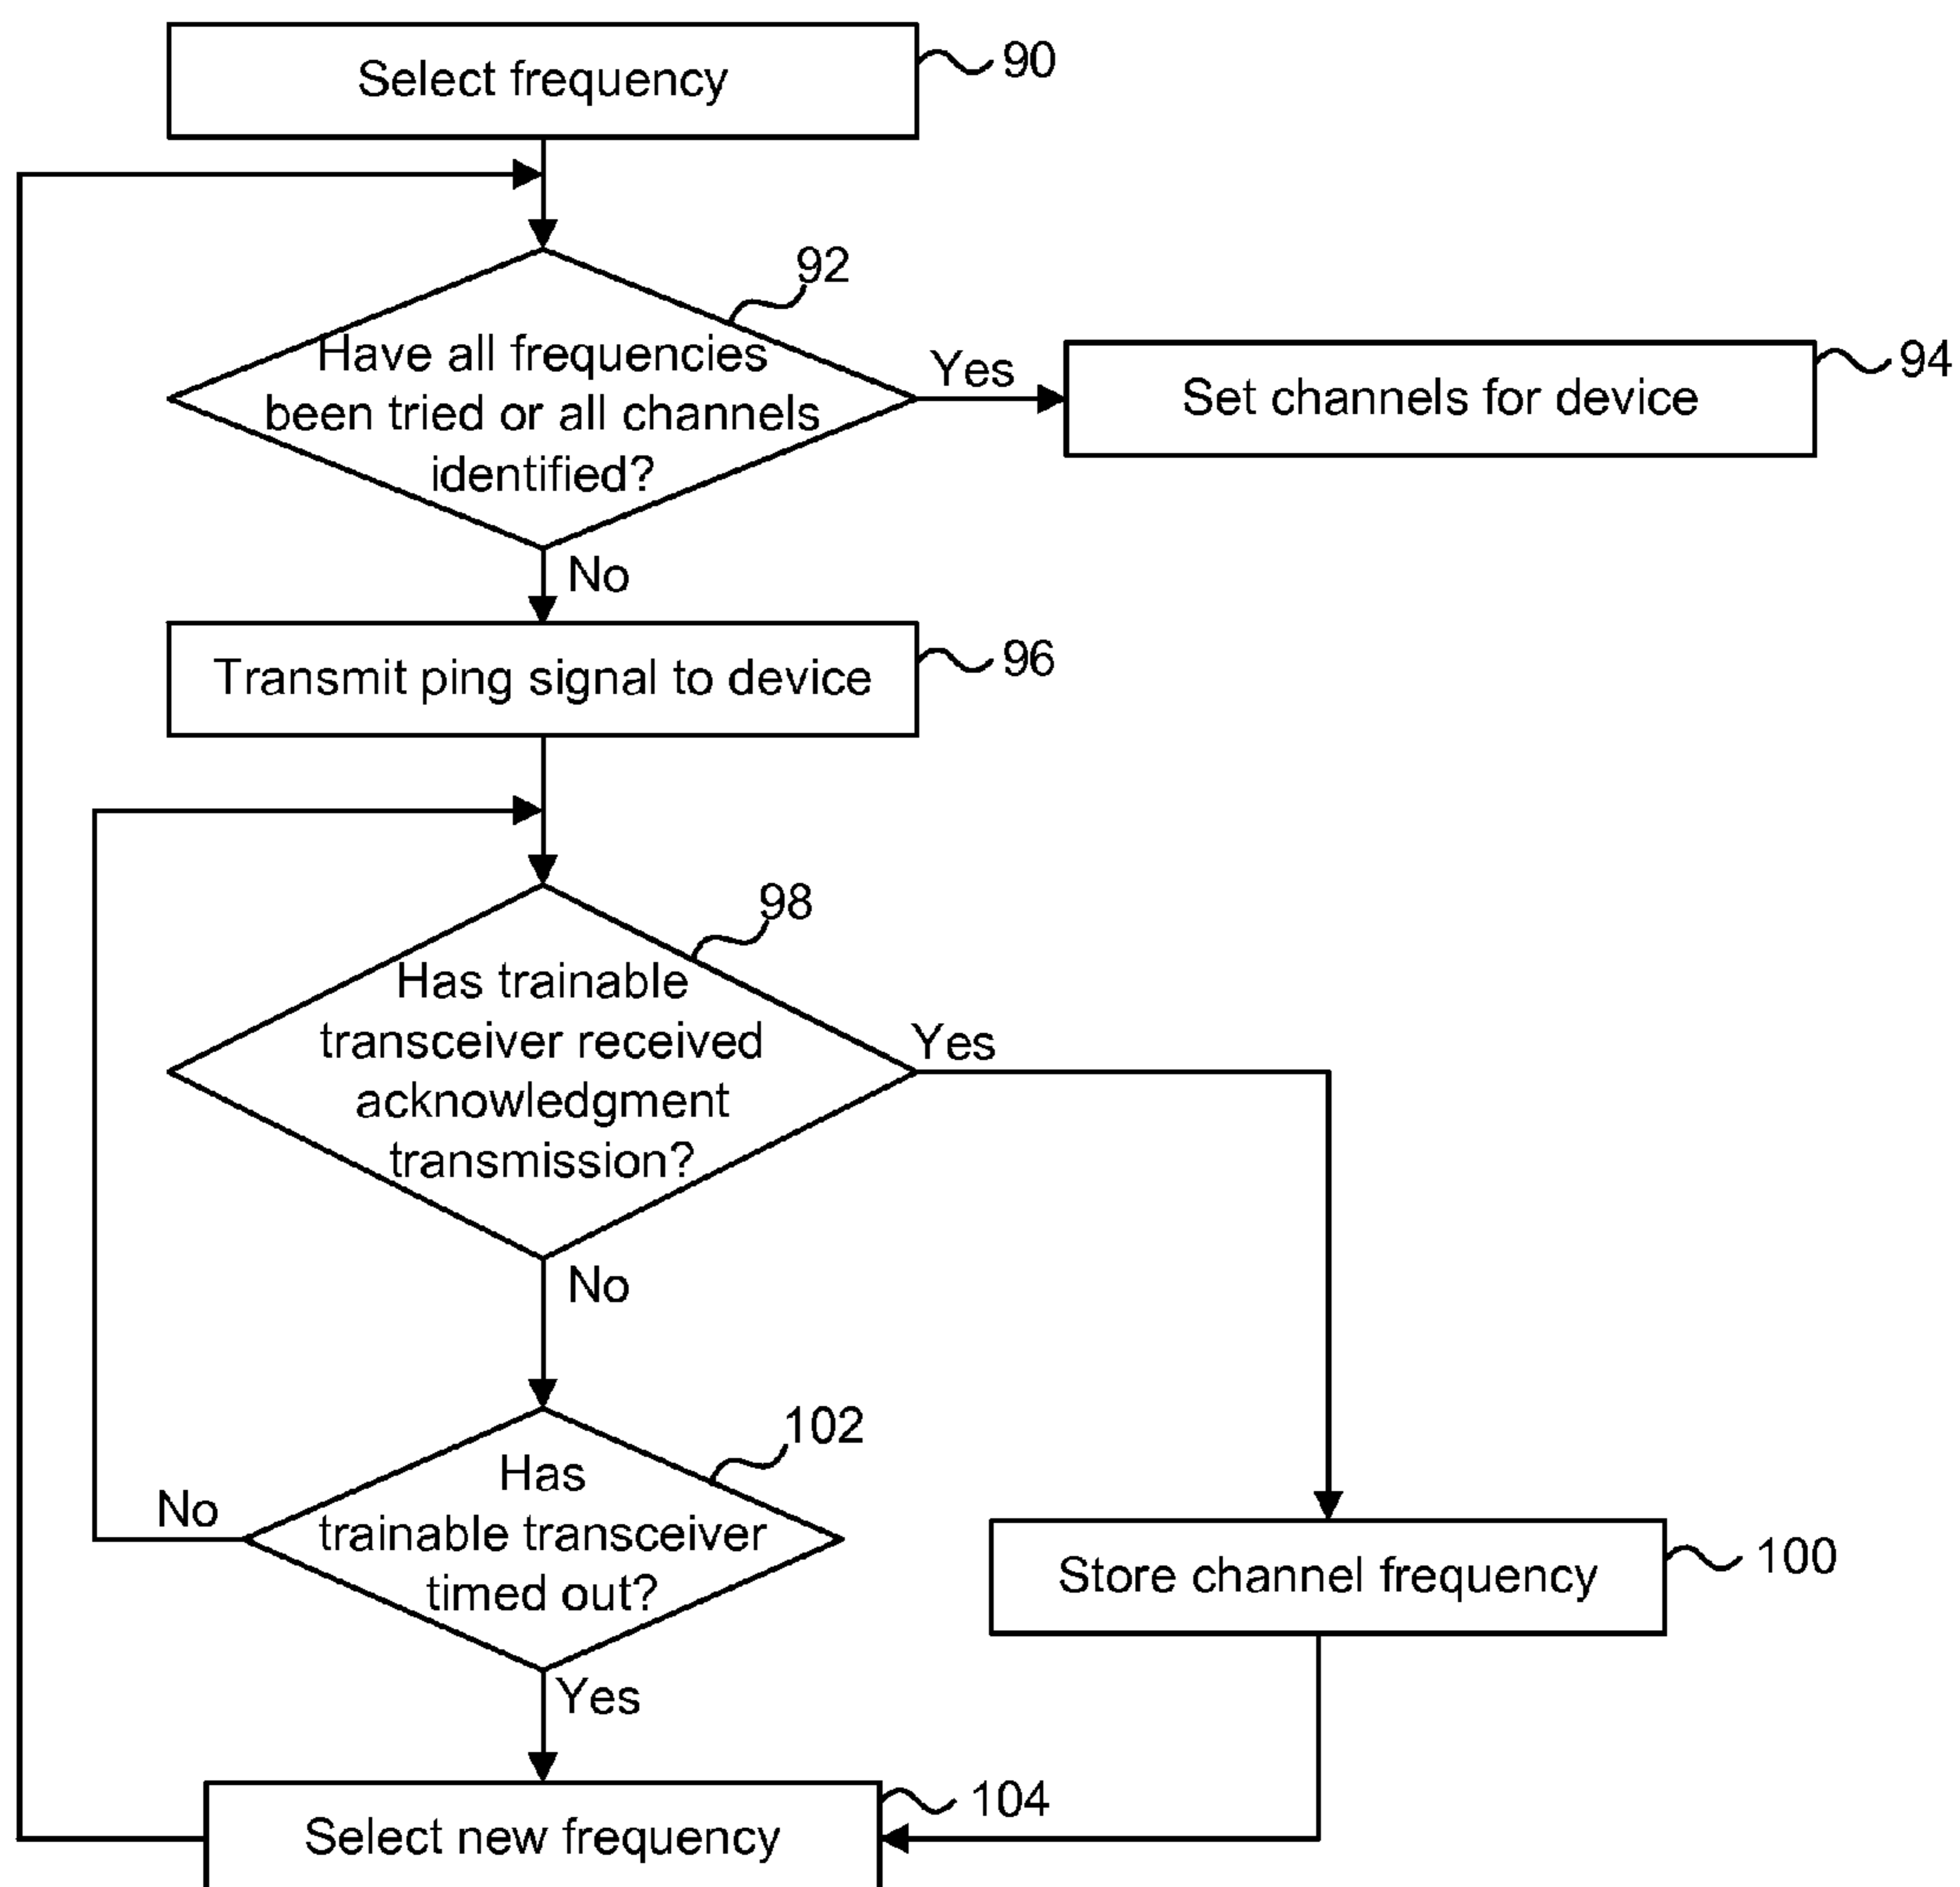 Select frequency
90
92
Have all frequencies
been tried or all channels
identified?
Yes
Set channels for device
94
No
Transmit ping signal to device
96
98
Has trainable
transceiver received
acknowledgment
transmission?
Yes
No
102
Has
trainable transceiver
timed out?
No
Store channel frequency
100
Yes
Select new frequency
104